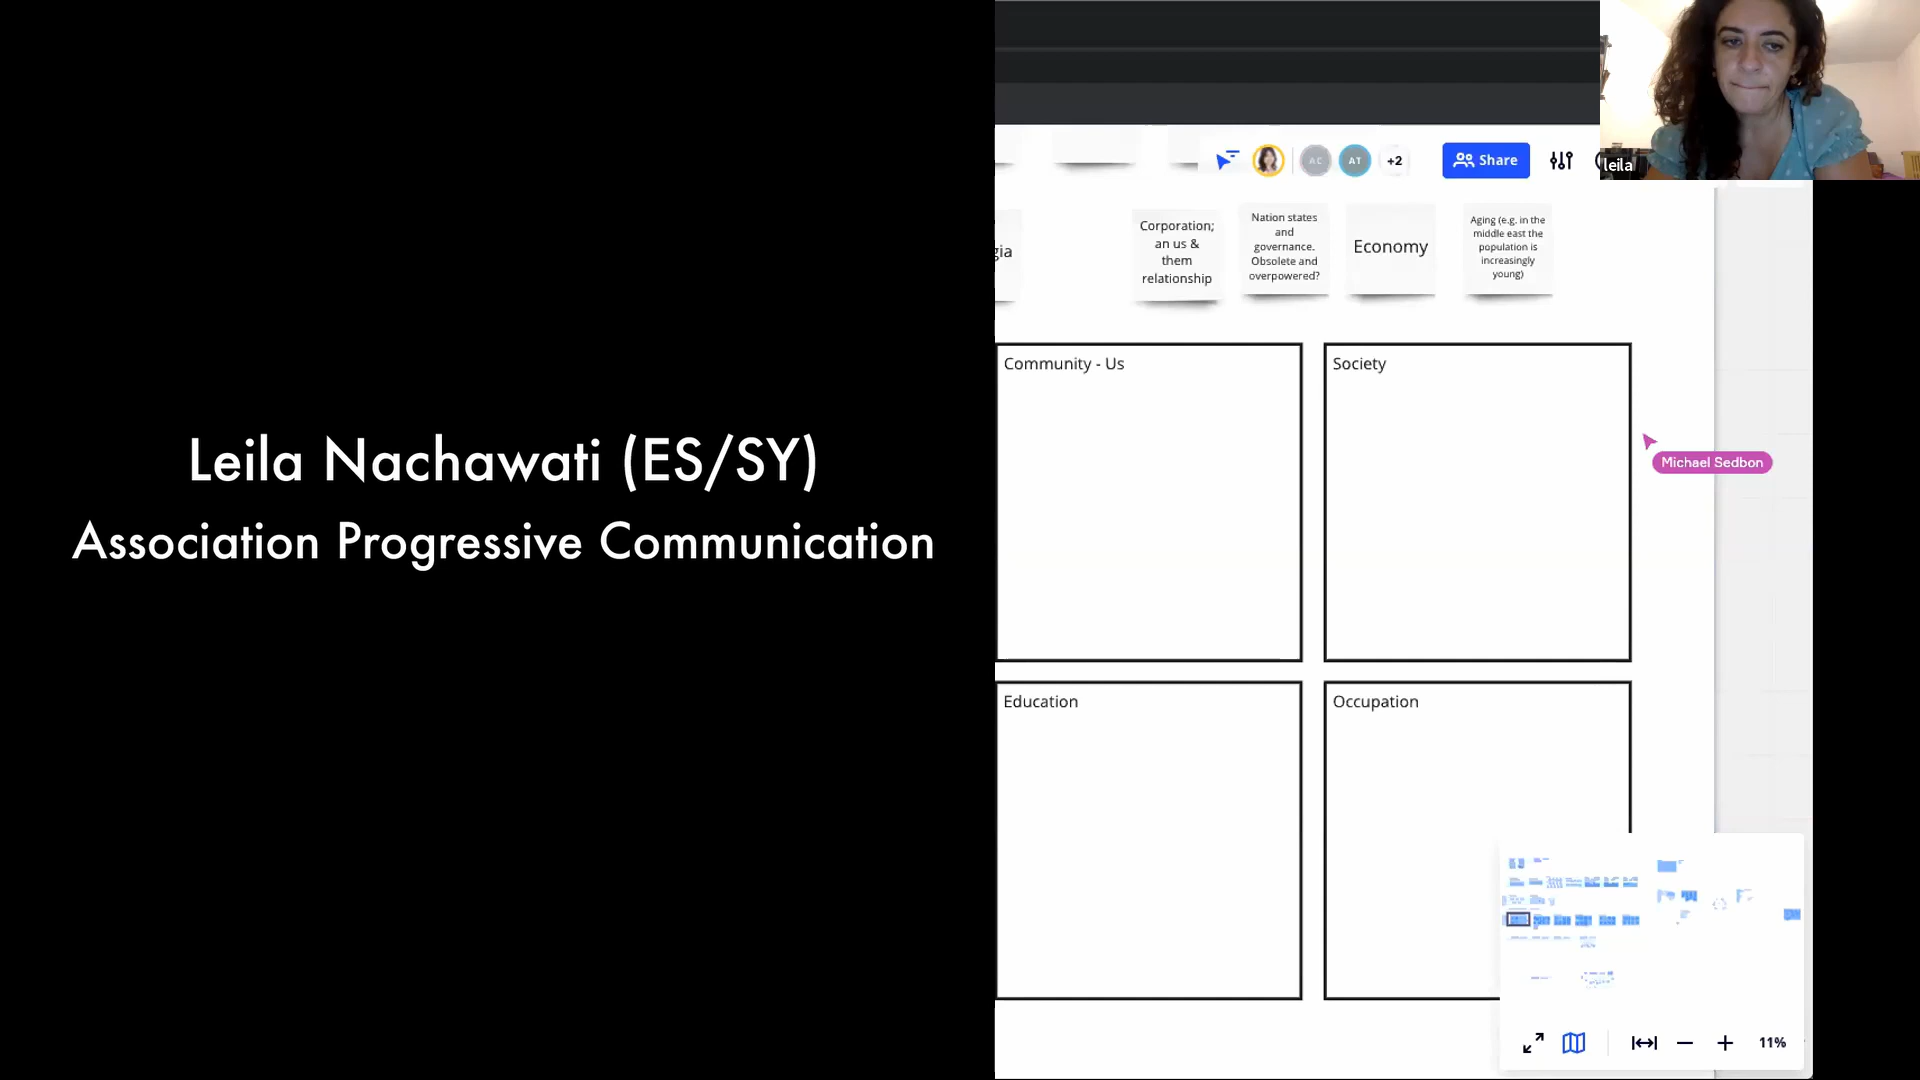 Leila Nachawati (ES/SY)
Association Progressive Communication
leila
AC
AT
+2
Share
gia
Corporation;
an us &
them
relationship
Nation states
and
governance.
Obsolete and
overpowered?
Economy
Aging (e.g. in the
middle east the
population is
increasingly
young)
Community - Us
Society
Michael Sedbon
Education
Occupation
11%